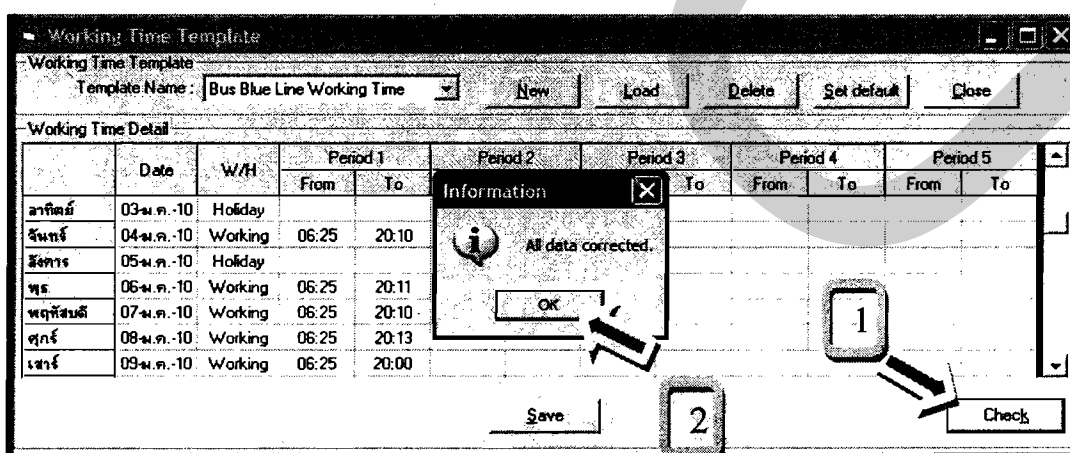 Working Time Template
Working Time Template
Template Name : Bus Blue Line Working Time New Load Delete Set default Close
Working Time Detail
Date W/H Period 1 Period 2 Period 3 Period 4 Period 5
From To To From To From To
Information
All data corrected.
OK
อาทิตย์ 03-ม.ค.-10 Holiday
จันทร์ 04-ม.ค.-10 Working 06:25 20:10
อังคาร 05-ม.ค.-10 Holiday
พุธ 06-ม.ค.-10 Working 06:25 20:11
พฤหัสบดี 07-ม.ค.-10 Working 06:25 20:10
ศุกร์ 08-ม.ค.-10 Working 06:25 20:13
เสาร์ 09-ม.ค.-10 Working 06:25 20:00
1
2
Save Check